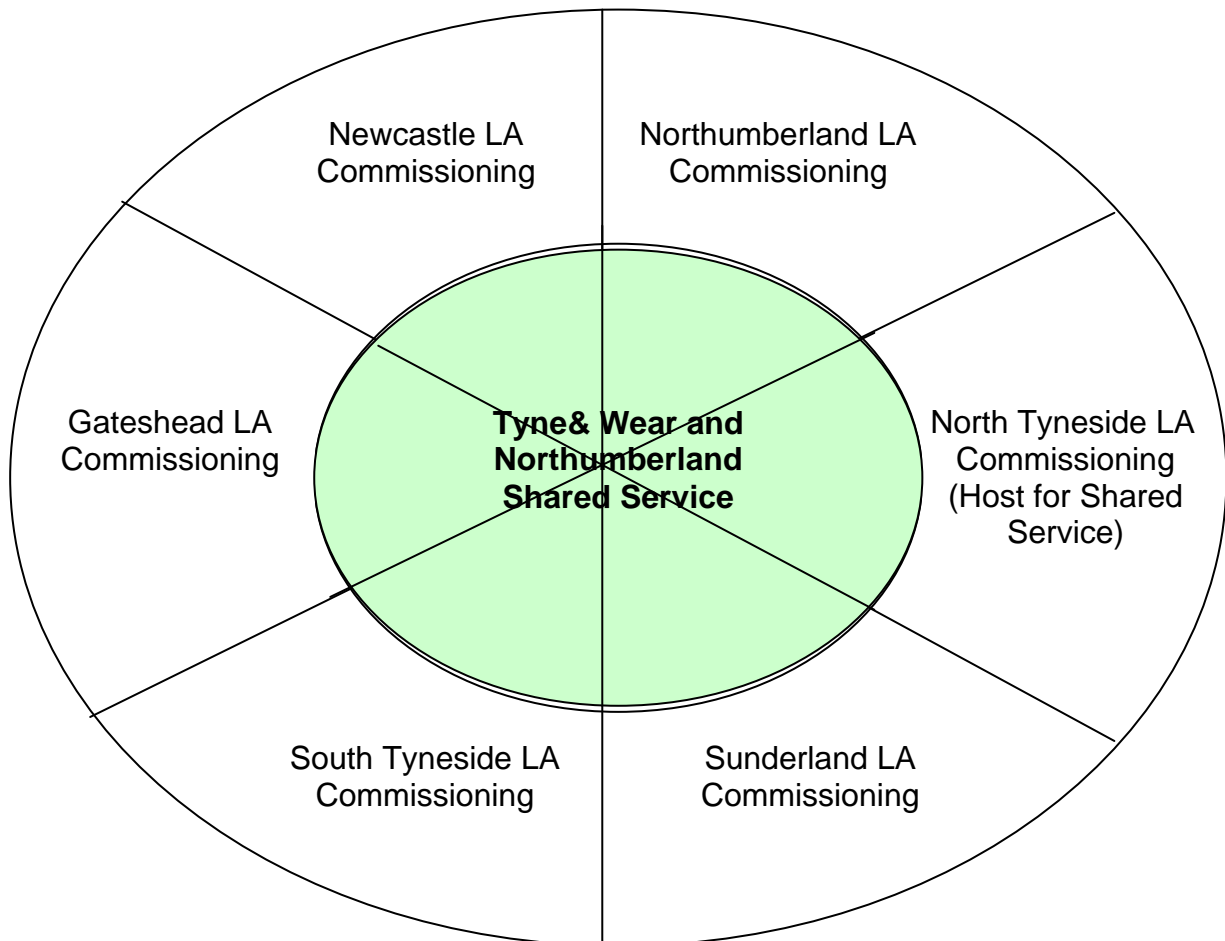 Newcastle LA
Commissioning
Northumberland LA
Commissioning
Gateshead LA
Commissioning
Tyne& Wear and
Northumberland
Shared Service
North Tyneside LA
Commissioning
(Host for Shared
Service)
South Tyneside LA
Commissioning
Sunderland LA
Commissioning